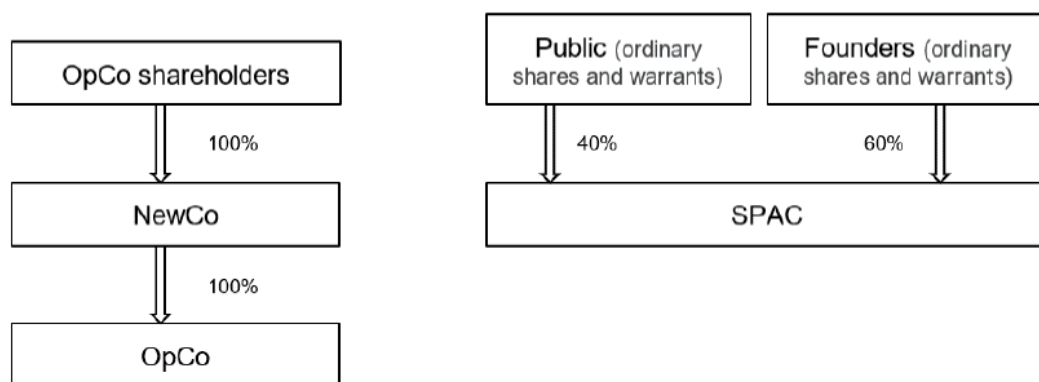 OpCo shareholders
100%
NewCo
100%
OpCo
Public (ordinary
shares and warrants)
Founders (ordinary
shares and warrants)
40%
60%
SPAC